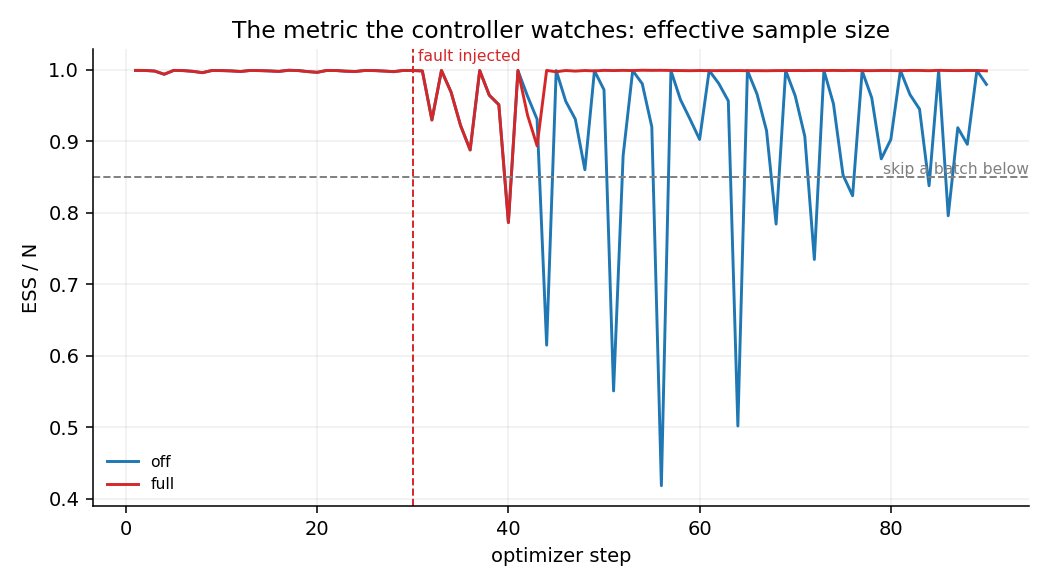 The metric the controller watches: effective sample size
fault injected
1.0
0.9
0.8
0.7
0.6
0.5
0.4
ESS / N
skip a batch below
off
full
0
20
40
60
80
optimizer step